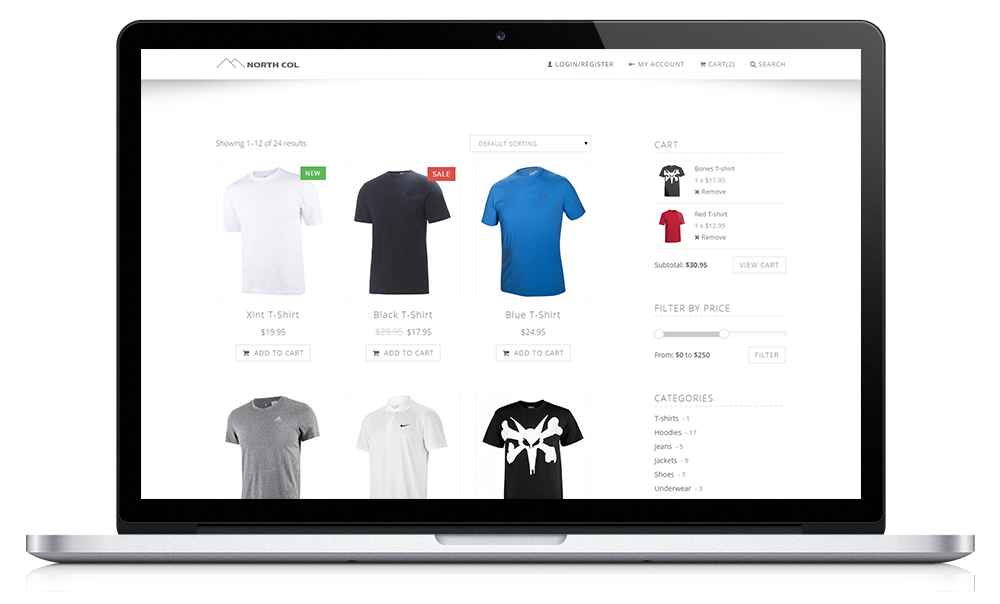 NORTH COL
LOGIN/REGISTER MY ACCOUNT CART(2) SEARCH
Showing 1–12 of 24 results
DEFAULT SORTING
NEW
SALE
Xlnt T-Shirt
$19.95
ADD TO CART
Black T-Shirt
$29.95 $17.95
ADD TO CART
Blue T-Shirt
$24.95
ADD TO CART
CART
Bones T-shirt
1 x $17.95
Remove
Red T-shirt
1 x $12.95
Remove
Subtotal: $30.95 VIEW CART
FILTER BY PRICE
From: $0 to $250 FILTER
CATEGORIES
T-shirts - 1
Hoodies - 17
Jeans - 5
Jackets - 9
Shoes - 7
Underwear - 3